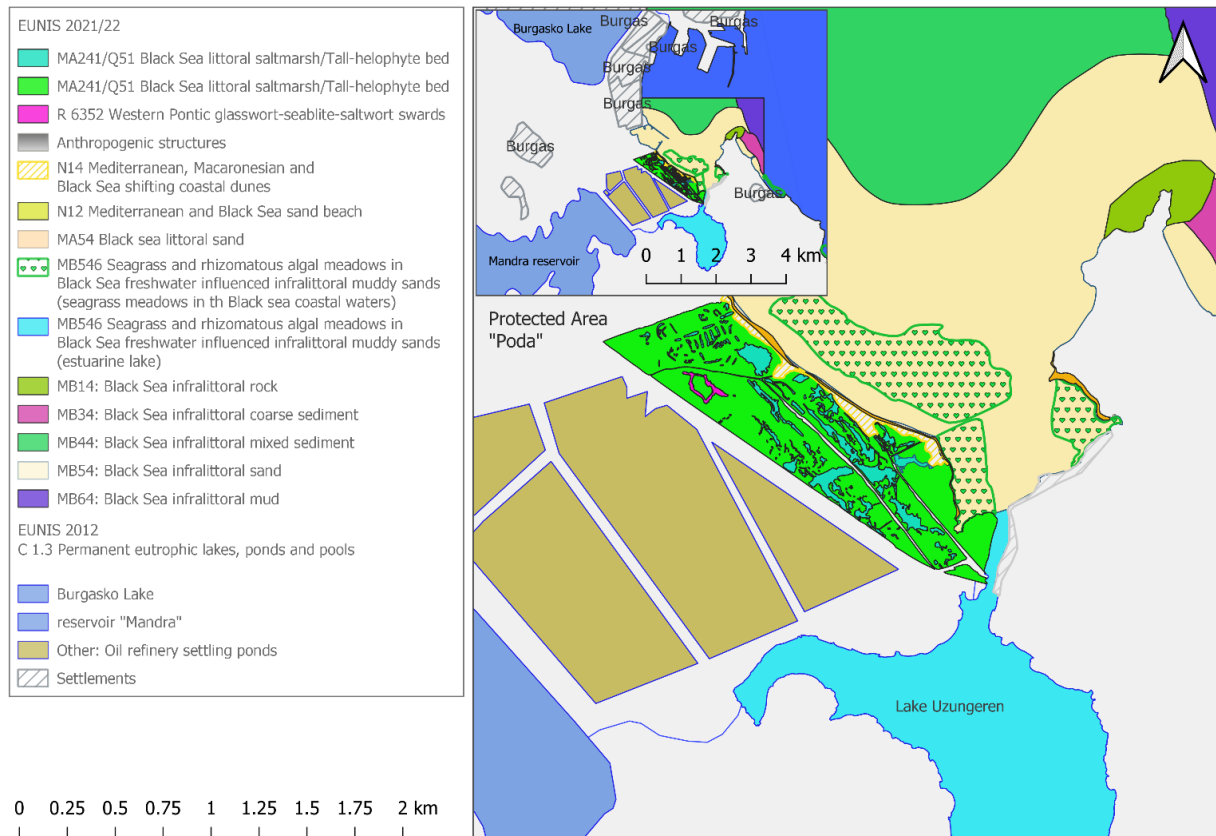 EUNIS 2021/22
MA241/Q51 Black Sea littoral saltmarsh/Tall-helophyte bed
MA241/Q51 Black Sea littoral saltmarsh/Tall-helophyte bed
R 6352 Western Pontic glasswort-seablite-saltwort swards
Anthropogenic structures
N14 Mediterranean, Macaronesian and
Black Sea shifting coastal dunes
N12 Mediterranean and Black Sea sand beach
MA54 Black sea littoral sand
MB546 Seagrass and rhizomatous algal meadows in
Black Sea freshwater influenced infralittoral muddy sands
(seagrass meadows in th Black sea coastal waters)
MB546 Seagrass and rhizomatous algal meadows in
Black Sea freshwater influenced infralittoral muddy sands
(estuarine lake)
MB14: Black Sea infralittoral rock
MB34: Black Sea infralittoral coarse sediment
MB44: Black Sea infralittoral mixed sediment
MB54: Black Sea infralittoral sand
MB64: Black Sea infralittoral mud
EUNIS 2012
C 1.3 Permanent eutrophic lakes, ponds and pools
Burgasko Lake
reservoir "Mandra"
Other: Oil refinery settling ponds
Settlements
0 0.25 0.5 0.75 1 1.25 1.5 1.75 2 km
Burgas
Burgas
Burgasko Lake
Burgas
Burgas
Burgas
Burgas
Burgas
Mandra reservoir
0 1 2 3 4 km
Protected Area
"Poda"
Lake Uzungeren